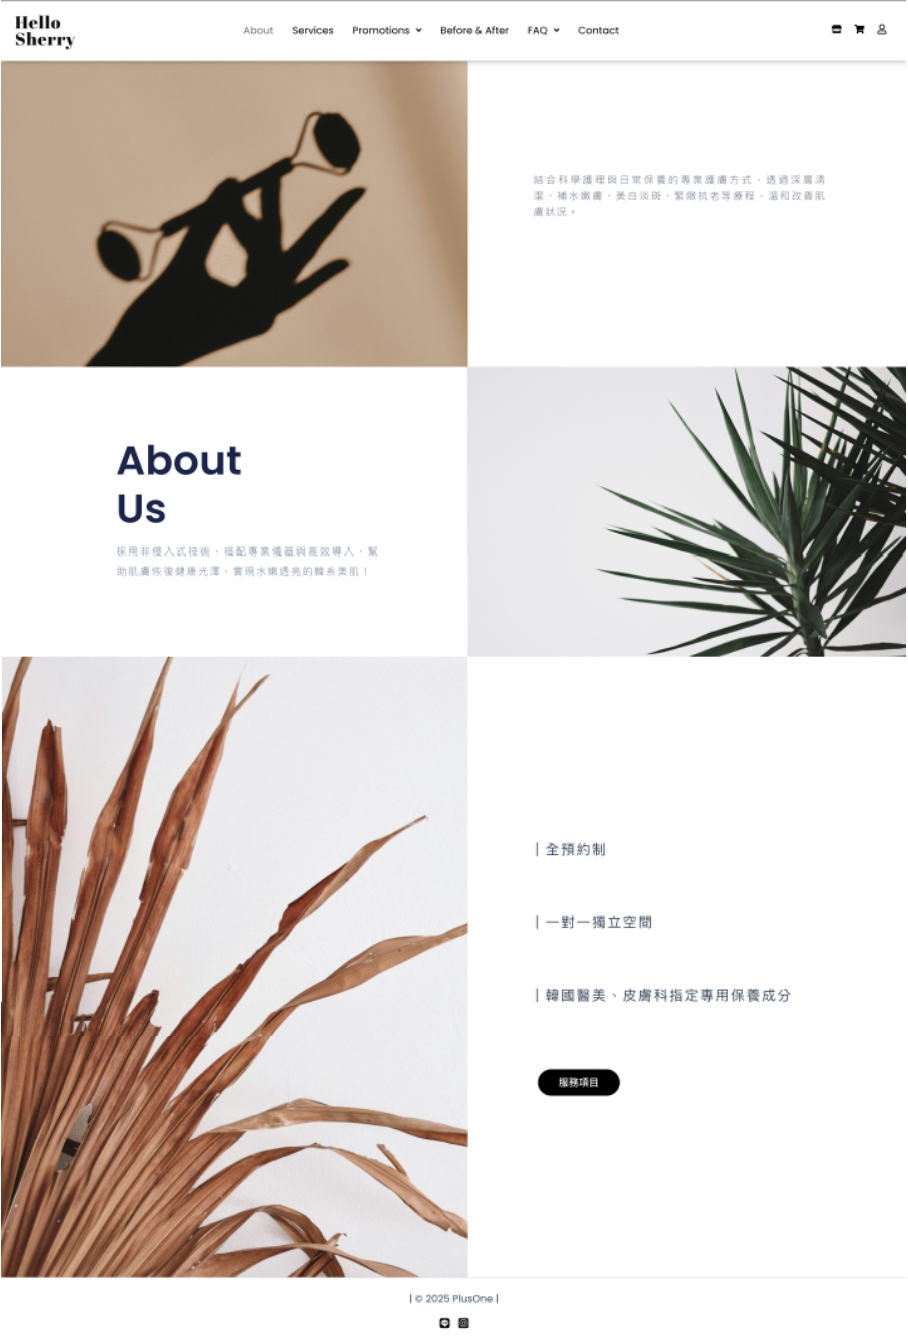 Hello
Sherry
About Services Promotions Before & After FAQ Contact
結合科學護理與日常保養的專業護膚方式，透過深層清
潔、補水嫩膚、美白淡斑、緊緻抗老等療程，溫和改善肌
膚狀況。
About
Us
採用非侵入式技術，搭配專業儀器與高效導入，幫
助肌膚恢復健康光澤，實現水嫩透亮的韓系美肌！
| 全預約制
| 一對一獨立空間
| 韓國醫美、皮膚科指定專用保養成分
服務項目
| © 2025 PlusOne |